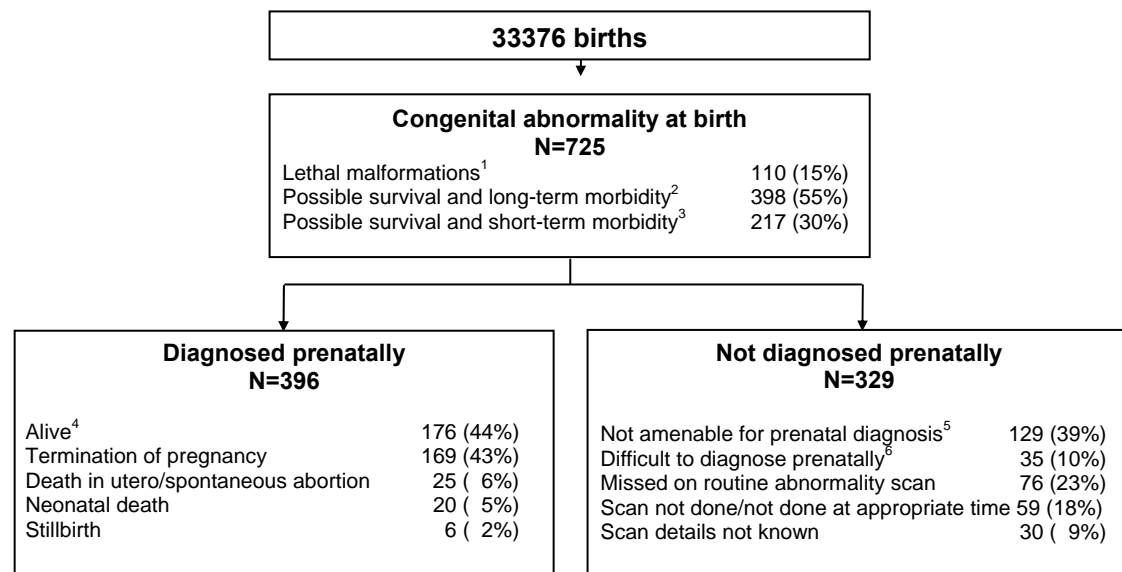 33376 births
Congenital abnormality at birth
N=725
Lethal malformations1 110 (15%)
Possible survival and long-term morbidity2 398 (55%)
Possible survival and short-term morbidity3 217 (30%)
Diagnosed prenatally
N=396
Alive4 176 (44%)
Termination of pregnancy 169 (43%)
Death in utero/spontaneous abortion 25 ( 6%)
Neonatal death 20 ( 5%)
Stillbirth 6 ( 2%)
Not diagnosed prenatally
N=329
Not amenable for prenatal diagnosis5 129 (39%)
Difficult to diagnose prenatally6 35 (10%)
Missed on routine abnormality scan 76 (23%)
Scan not done/not done at appropriate time 59 (18%)
Scan details not known 30 ( 9%)